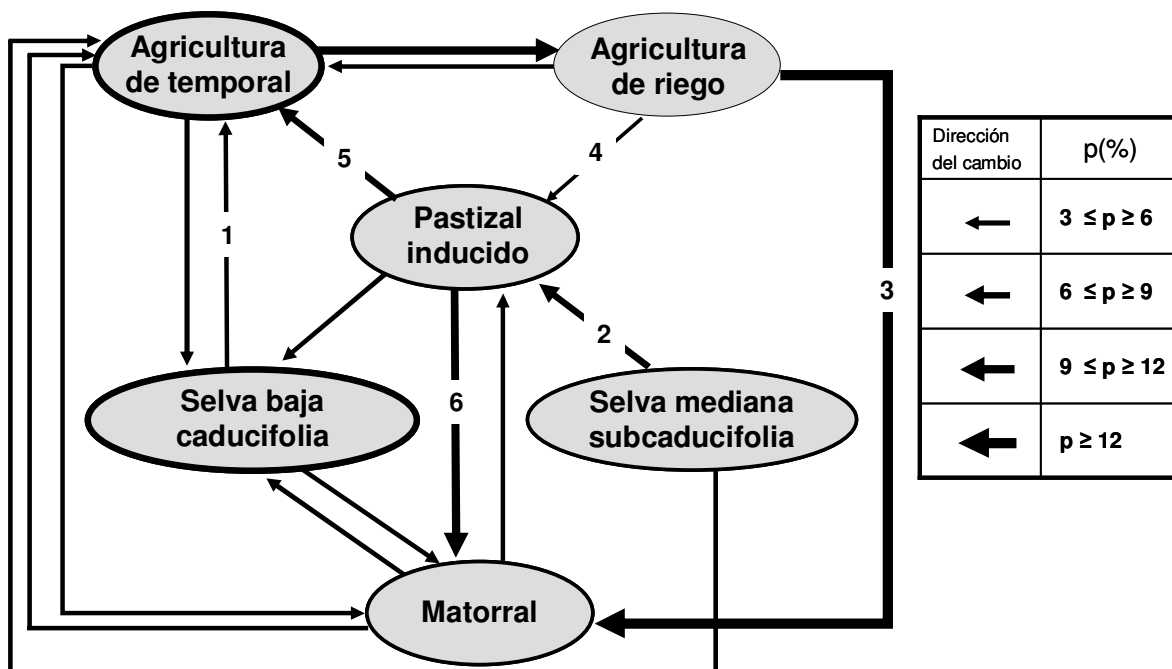 Agricultura
de temporal
Agricultura
de riego
5
4
1
Pastizal
inducido
3
2
6
Selva baja
caducifolia
Selva mediana
subcaducifolia
Matorral
Dirección
del cambio
p(%)
3 ≤ p ≥ 6
6 ≤ p ≥ 9
9 ≤ p ≥ 12
p ≥ 12